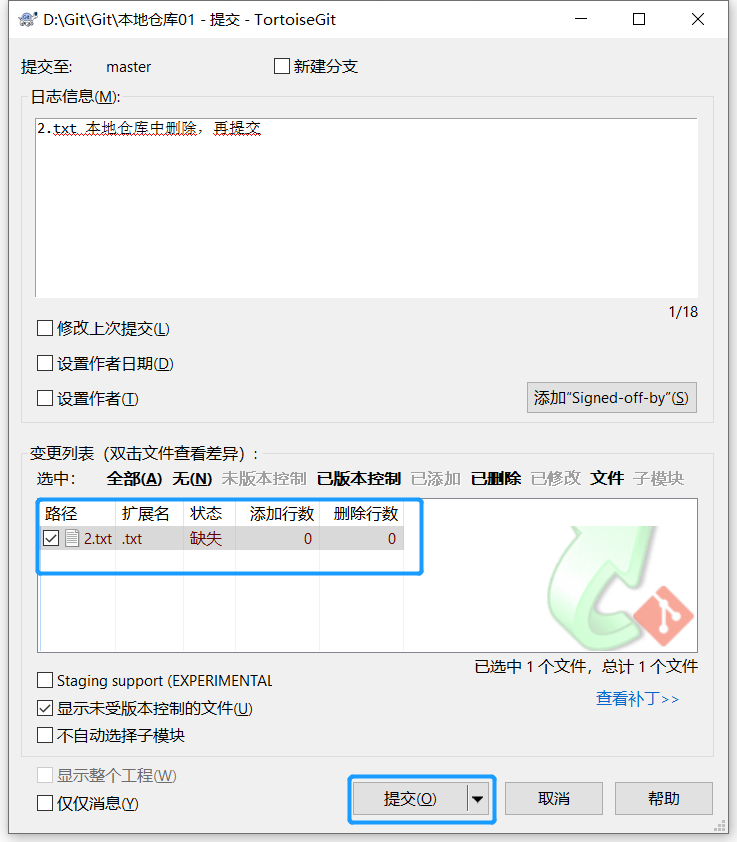 D:\Git\Git\本地仓库01 - 提交 - TortoiseGit
提交至: master 新建分支
日志信息(M):
2.txt 本地仓库中删除，再提交
1/18
修改上次提交(L)
设置作者日期(D)
设置作者(T)
添加“Signed-off-by”(S)
变更列表（双击文件查看差异）:
选中: 全部(A) 无(N) 未版本控制 已版本控制 已添加 已删除 已修改 文件 子模块
路径 扩展名 状态 添加行数 删除行数
2.txt .txt 缺失 0 0
已选中 1 个文件，总计 1 个文件
Staging support (EXPERIMENTAL
查看补丁>>
显示未受版本控制的文件(U)
不自动选择子模块
显示整个工程(W)
仅仅消息(Y)
提交(O) 取消 帮助